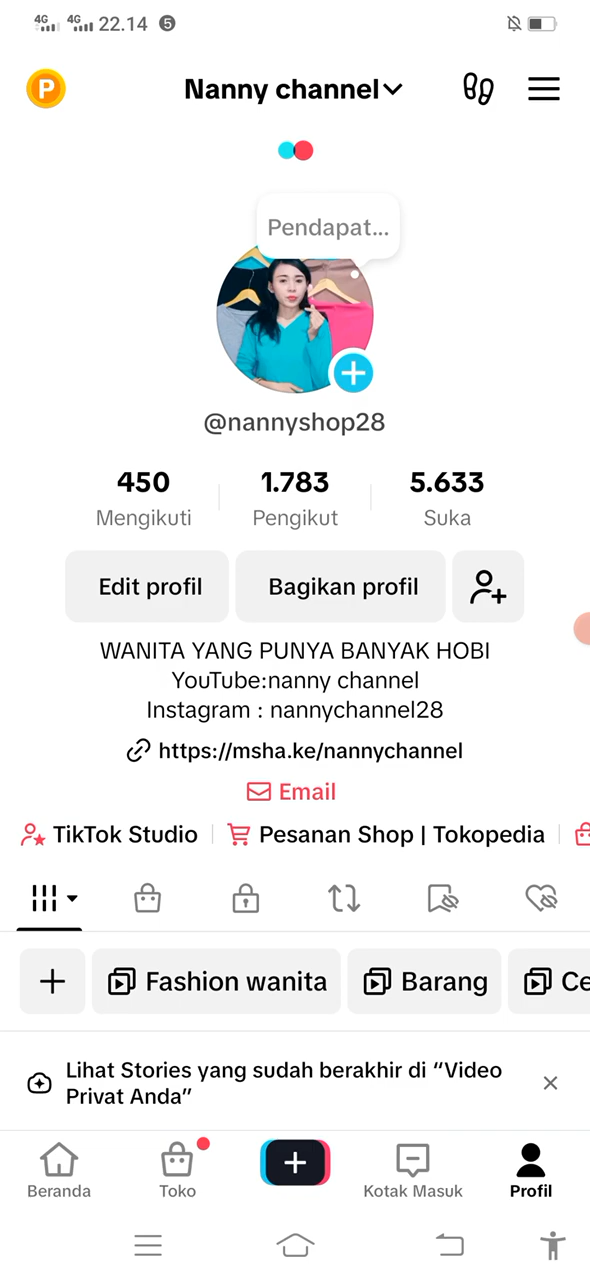 4G 4G 22.14 5
P
Nanny channel
Pendapat...
@nannyshop28
450 1.783 5.633
Mengikuti Pengikut Suka
Edit profil Bagikan profil
WANITA YANG PUNYA BANYAK HOBI
YouTube:nanny channel
Instagram : nannychannel28
https://msha.ke/nannychannel
Email
TikTok Studio Pesanan Shop | Tokopedia
Fashion wanita Barang Ce
Lihat Stories yang sudah berakhir di “Video
Privat Anda”
Beranda Toko Kotak Masuk Profil